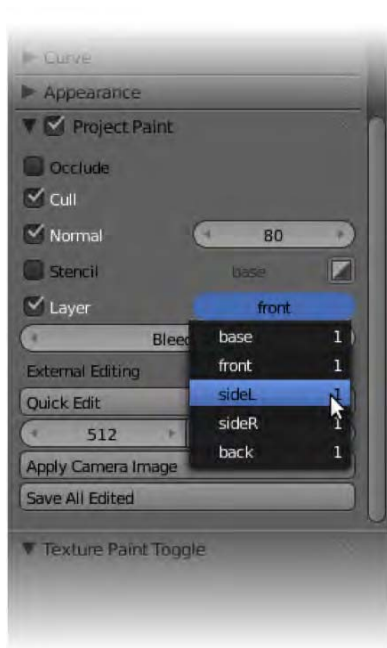 Curve
Appearance
Project Paint
Occlude
Cull
Normal 80
Stencil base
Layer front
Bleed
base 1
front 1
sideL 1
sideR 1
back 1
External Editing
Quick Edit
512
Apply Camera Image
Save All Edited
Texture Paint Toggle